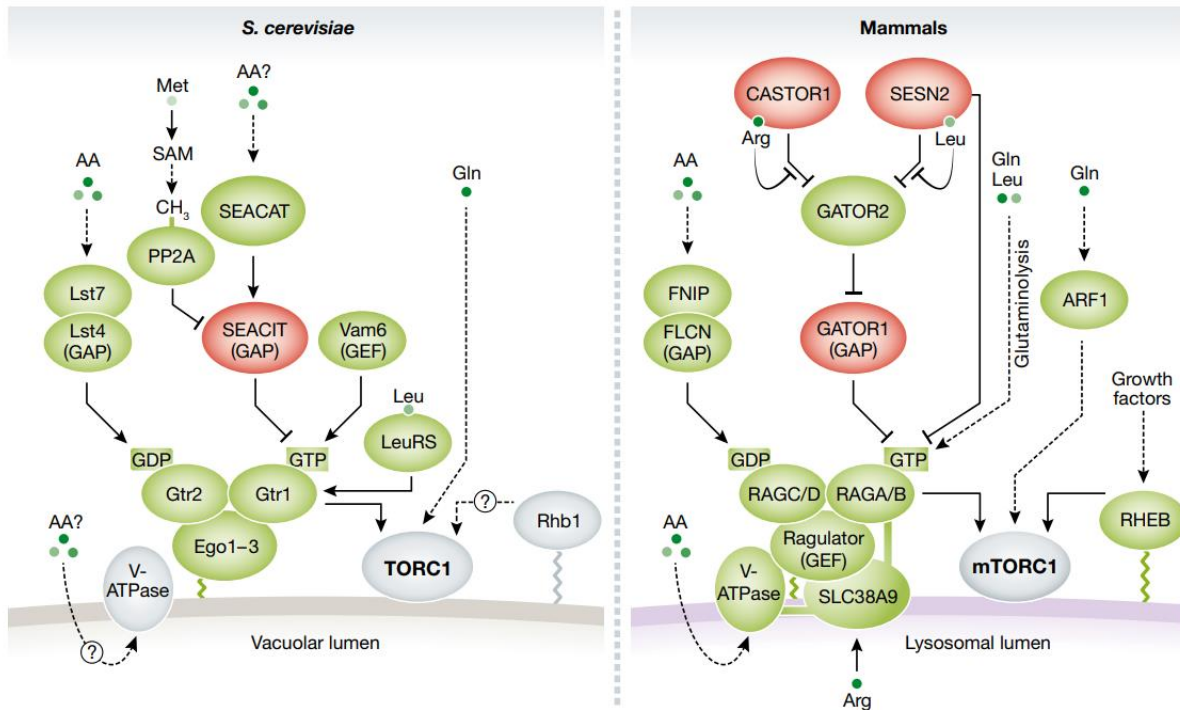 S. cerevisiae
AA?
Met
SAM
AA
Gln
CH3
SEACAT
PP2A
Lst7
Lst4
(GAP)
SEACIT
(GAP)
Vam6
(GEF)
Leu
LeuRS
GDP
GTP
Gtr2
Gtr1
?
Rhb1
AA?
Ego1–3
V-
ATPase
TORC1
?
Vacuolar lumen
Mammals
CASTOR1
SESN2
Arg
Leu
AA
Gln
Leu
Gln
GATOR2
FNIP
FLCN
(GAP)
GATOR1
(GAP)
Glutaminolysis
ARF1
Growth
factors
GDP
GTP
RAGC/D
RAGA/B
RHEB
AA
Ragulator
(GEF)
V-
ATPase
SLC38A9
mTORC1
Lysosomal lumen
Arg